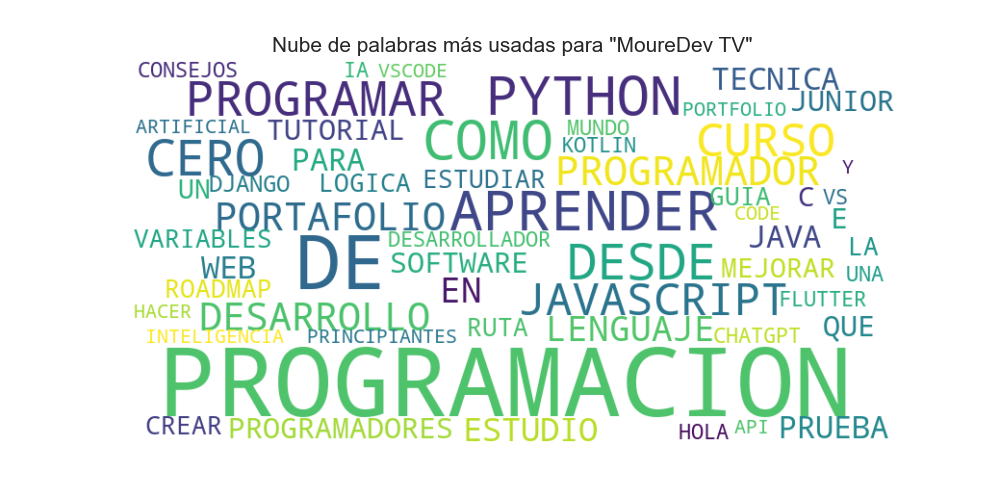 Nube de palabras más usadas para "MoureDev TV"
CONSEJOS IA VSCODE TECNICA
PROGRAMAR PYTHON PORTFOLIO JUNIOR
ARTIFICIAL TUTORIAL COMO MUNDO CURSO
CERO PARA KOTLIN PROGRAMADOR Y
UN DJANGO LOGICA ESTUDIAR GUIA C VS
PORTAFOLIO APRENDER CODE E
VARIABLES DESARROLLADOR JAVA LA
WEB DE SOFTWARE DESDE MEJORAR UNA
ROADMAP EN JAVASCRIPT FLUTTER
HACER DESARROLLO RUTA LENGUAJE QUE
INTELIGENCIA PRINCIPIANTES CHATGPT
PROGRAMACION
CREAR PROGRAMADORES ESTUDIO HOLA API PRUEBA